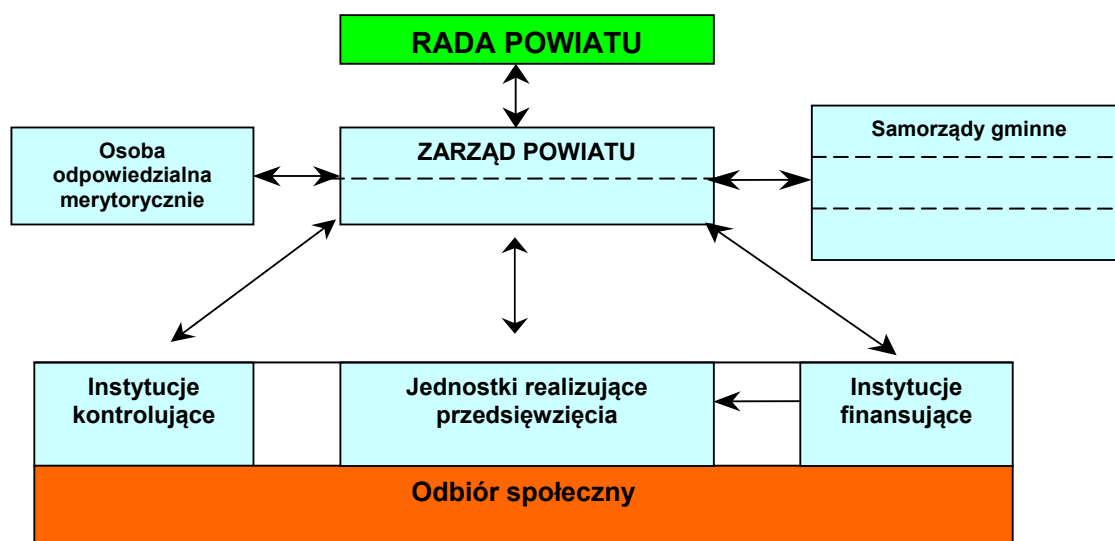 RADA POWIATU
Osoba
odpowiedzialna
merytorycznie
ZARZĄD POWIATU
Samorządy gminne
Instytucje
kontrolujące
Jednostki realizujące
przedsięwzięcia
Instytucje
finansujące
Odbiór społeczny